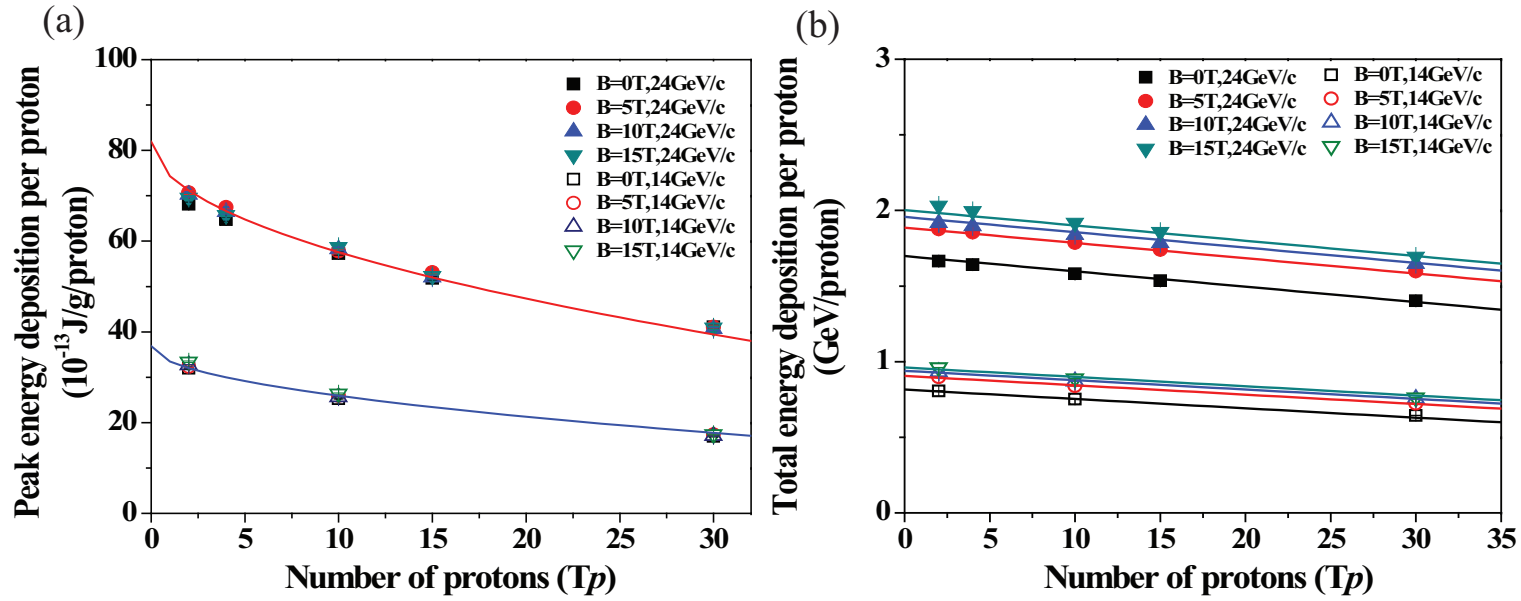 (a)
Peak energy deposition per proton
(10-13J/g/proton)
100
80
60
40
20
0
B=0T,24GeV/c
B=5T,24GeV/c
B=10T,24GeV/c
B=15T,24GeV/c
B=0T,14GeV/c
B=5T,14GeV/c
B=10T,14GeV/c
B=15T,14GeV/c
0 5 10 15 20 25 30
Number of protons (Tp)
(b)
Total energy deposition per proton
(GeV/proton)
3
2
1
0
B=0T,24GeV/c
B=5T,24GeV/c
B=10T,24GeV/c
B=15T,24GeV/c
B=0T,14GeV/c
B=5T,14GeV/c
B=10T,14GeV/c
B=15T,14GeV/c
0 5 10 15 20 25 30 35
Number of protons (Tp)